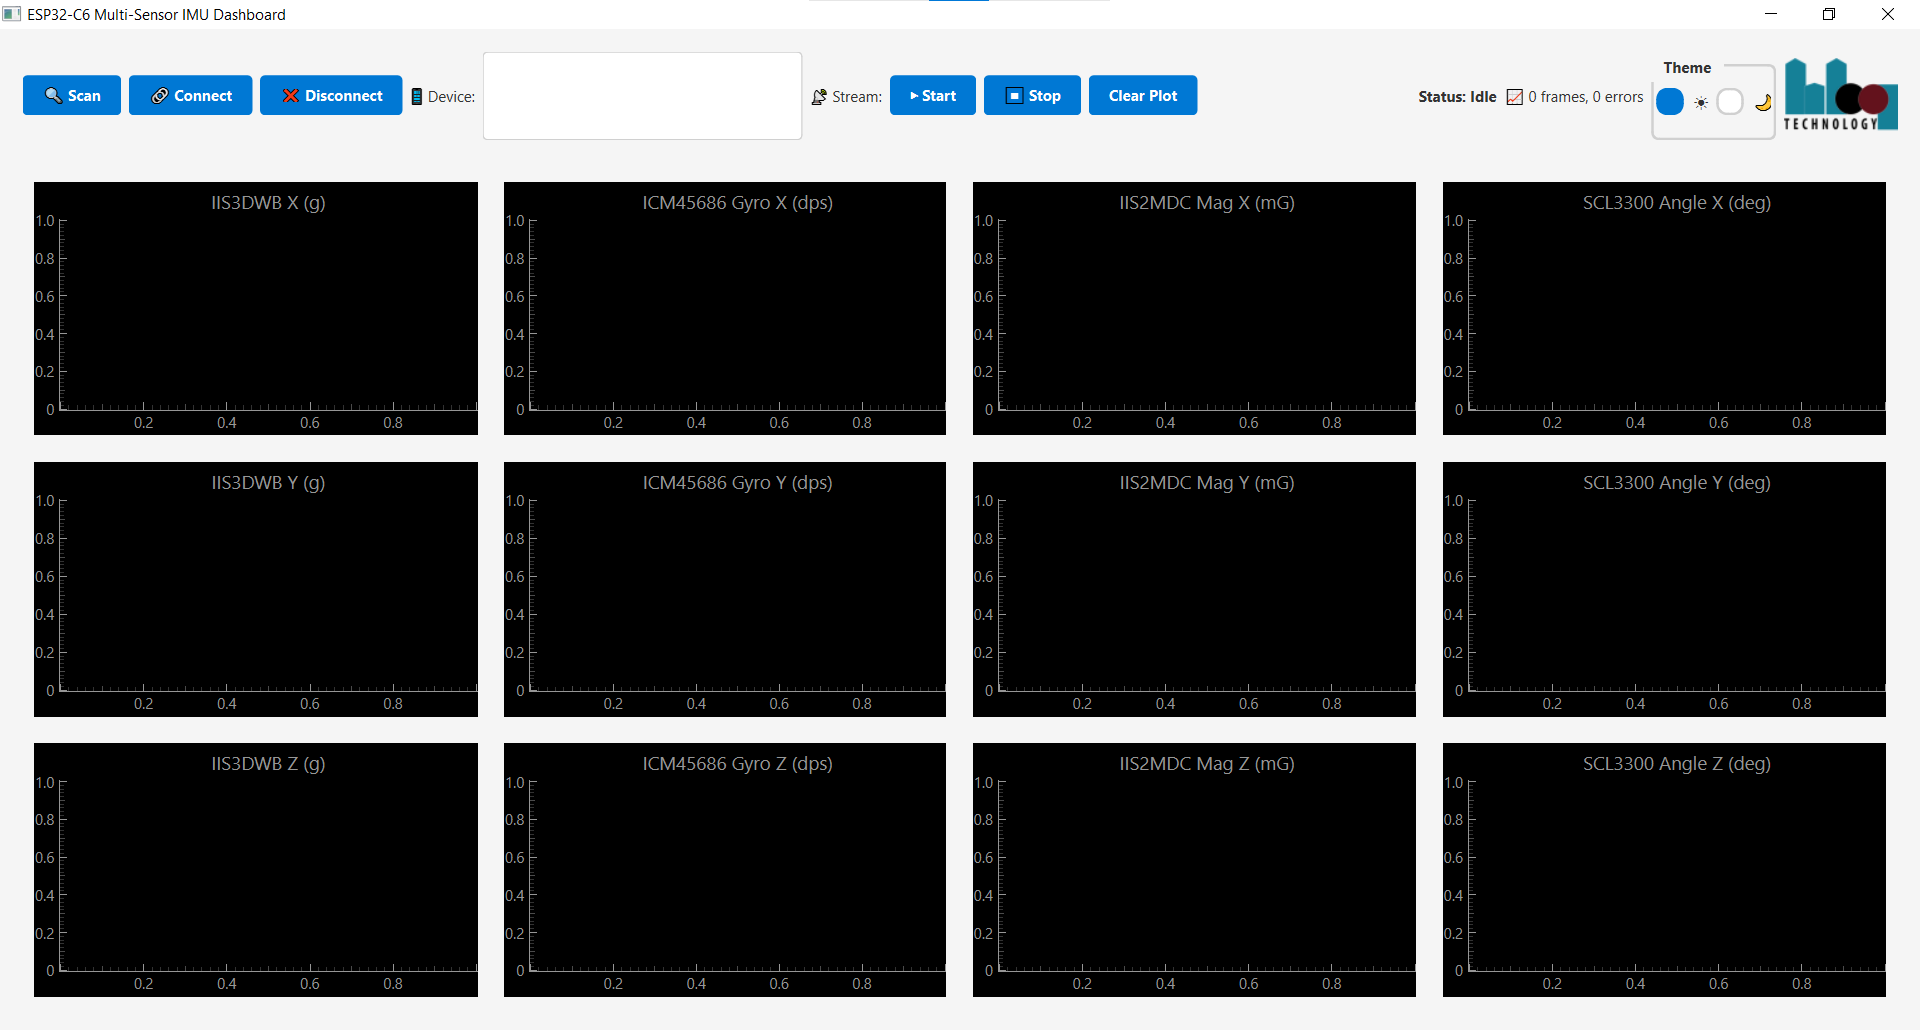 ESP32-C6 Multi-Sensor IMU Dashboard
Scan
Connect
Disconnect
Device:
Stream:
Start
Stop
Clear Plot
Status: Idle
0 frames, 0 errors
Theme
TECHNOLOGY
IIS3DWB X (g)
1.0
0.8
0.6
0.4
0.2
0
0.2 0.4 0.6 0.8
ICM45686 Gyro X (dps)
1.0
0.8
0.6
0.4
0.2
0
0.2 0.4 0.6 0.8
IIS2MDC Mag X (mG)
1.0
0.8
0.6
0.4
0.2
0
0.2 0.4 0.6 0.8
SCL3300 Angle X (deg)
1.0
0.8
0.6
0.4
0.2
0
0.2 0.4 0.6 0.8
IIS3DWB Y (g)
1.0
0.8
0.6
0.4
0.2
0
0.2 0.4 0.6 0.8
ICM45686 Gyro Y (dps)
1.0
0.8
0.6
0.4
0.2
0
0.2 0.4 0.6 0.8
IIS2MDC Mag Y (mG)
1.0
0.8
0.6
0.4
0.2
0
0.2 0.4 0.6 0.8
SCL3300 Angle Y (deg)
1.0
0.8
0.6
0.4
0.2
0
0.2 0.4 0.6 0.8
IIS3DWB Z (g)
1.0
0.8
0.6
0.4
0.2
0
0.2 0.4 0.6 0.8
ICM45686 Gyro Z (dps)
1.0
0.8
0.6
0.4
0.2
0
0.2 0.4 0.6 0.8
IIS2MDC Mag Z (mG)
1.0
0.8
0.6
0.4
0.2
0
0.2 0.4 0.6 0.8
SCL3300 Angle Z (deg)
1.0
0.8
0.6
0.4
0.2
0
0.2 0.4 0.6 0.8